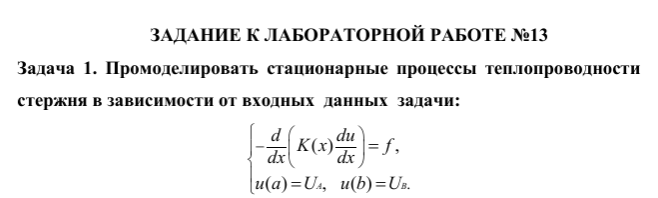 ЗАДАНИЕ К ЛАБОРАТОРНОЙ РАБОТЕ №13
Задача 1. Промоделировать стационарные процессы теплопроводности
стержня в зависимости от входных данных задачи:
−d/dx(K(x)du/dx) = f,
u(a) = U_A, u(b) = U_B.